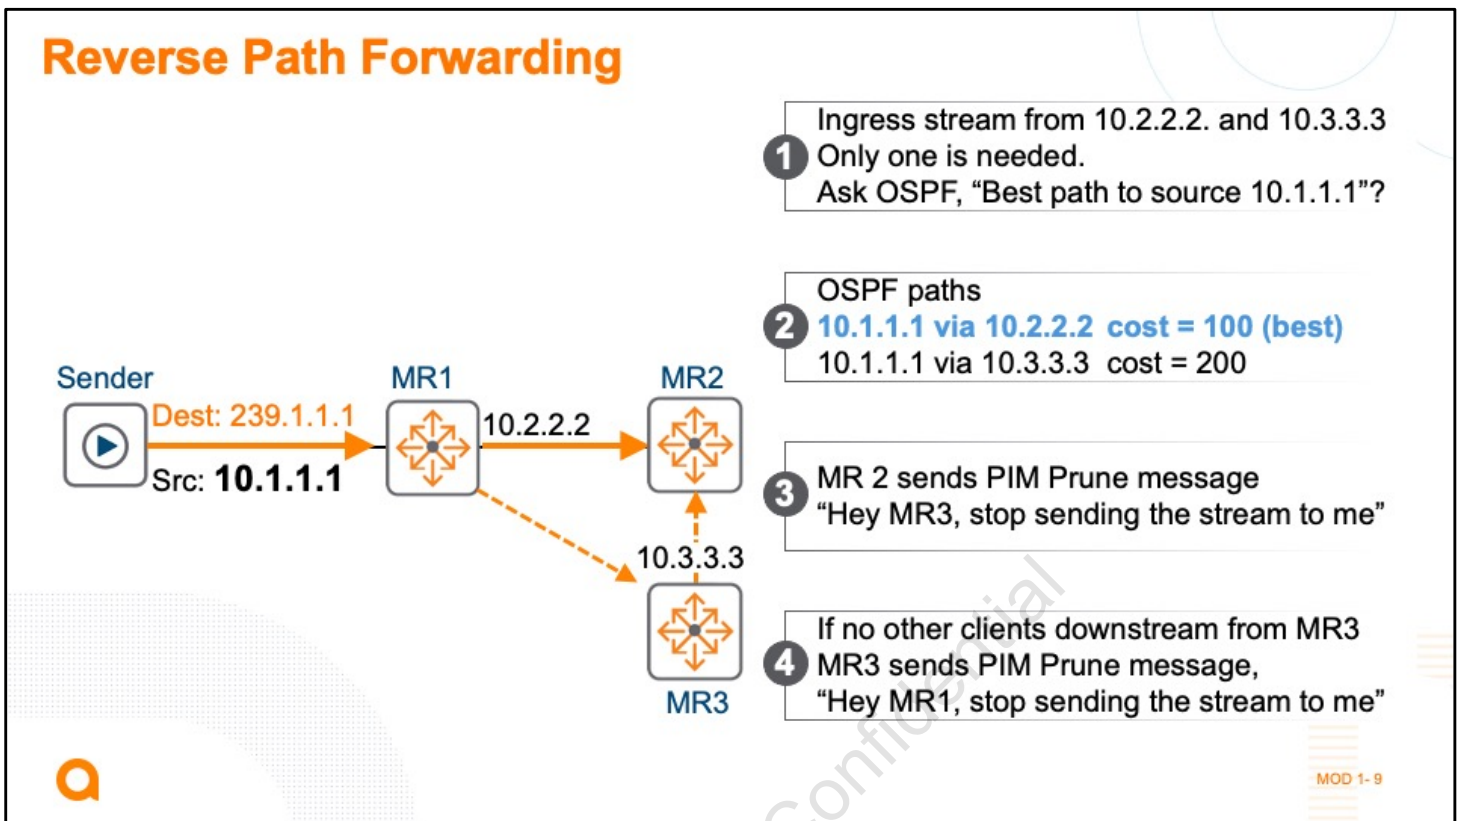 Reverse Path Forwarding
1
Ingress stream from 10.2.2.2. and 10.3.3.3
Only one is needed.
Ask OSPF, “Best path to source 10.1.1.1”?
2
OSPF paths
10.1.1.1 via 10.2.2.2 cost = 100 (best)
10.1.1.1 via 10.3.3.3 cost = 200
Sender
MR1
MR2
Dest: 239.1.1.1
10.2.2.2
Src: 10.1.1.1
3
MR 2 sends PIM Prune message
“Hey MR3, stop sending the stream to me”
10.3.3.3
MR3
4
If no other clients downstream from MR3
MR3 sends PIM Prune message,
“Hey MR1, stop sending the stream to me”
Confidential
MOD 1- 9